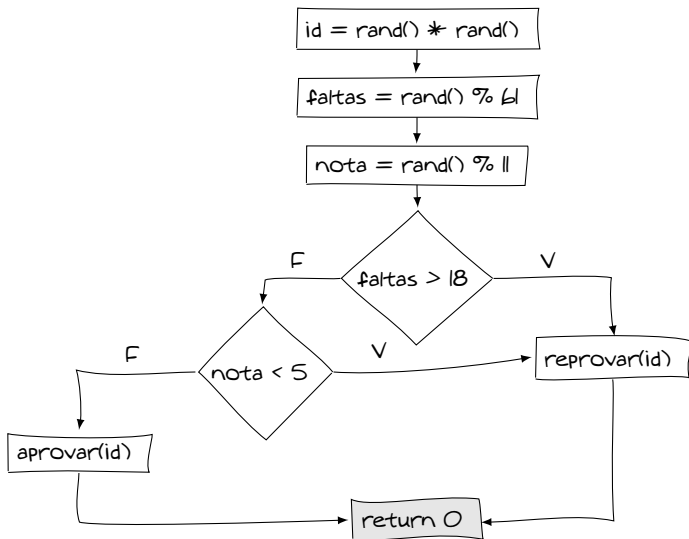 id = rand() * rand()
faltas = rand() % 61
nota = rand() % 11
faltas > 18
F
V
nota < 5
F
V
reprovar(id)
aprovar(id)
return 0